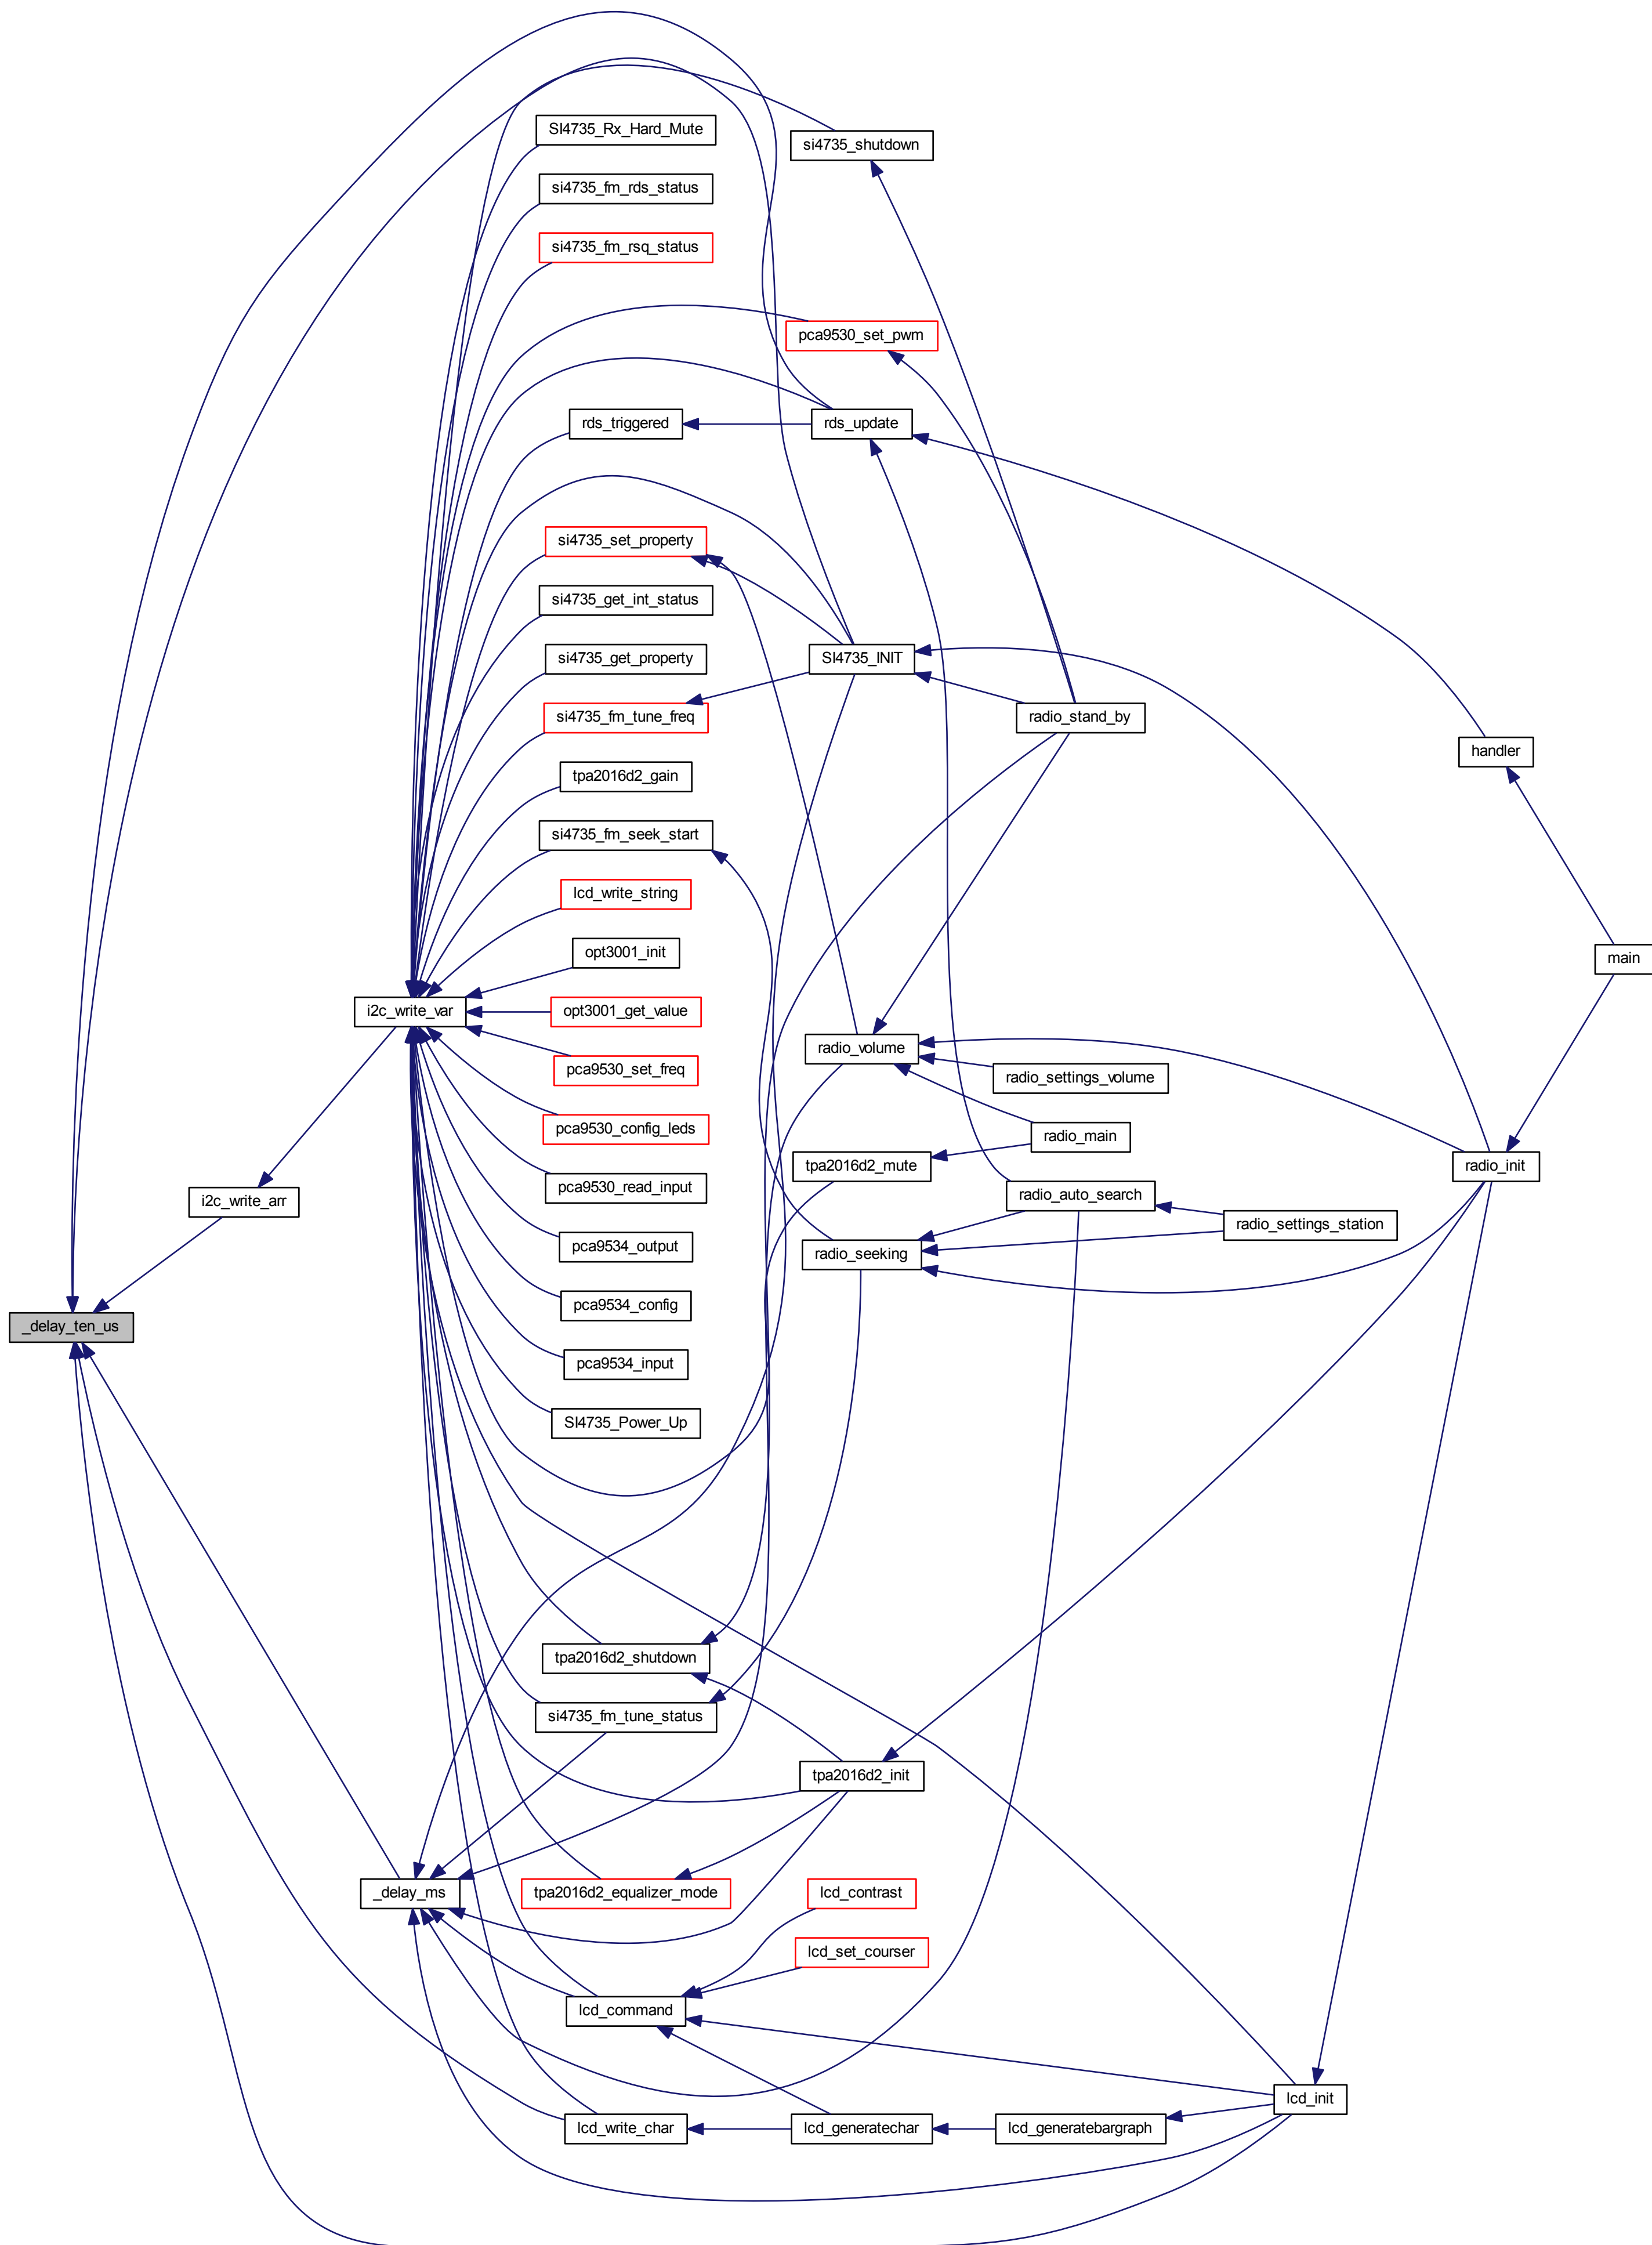 SI4735_Rx_Hard_Mute
si4735_shutdown
si4735_fm_rds_status
si4735_fm_rsq_status
pca9530_set_pwm
rds_triggered
rds_update
si4735_set_property
si4735_get_int_status
si4735_get_property
SI4735_INIT
si4735_fm_tune_freq
radio_stand_by
handler
tpa2016d2_gain
si4735_fm_seek_start
lcd_write_string
opt3001_init
main
i2c_write_var
opt3001_get_value
radio_volume
pca9530_set_freq
radio_settings_volume
pca9530_config_leds
radio_main
tpa2016d2_mute
radio_init
pca9530_read_input
i2c_write_arr
radio_auto_search
radio_settings_station
pca9534_output
radio_seeking
pca9534_config
_delay_ten_us
pca9534_input
SI4735_Power_Up
tpa2016d2_shutdown
si4735_fm_tune_status
tpa2016d2_init
_delay_ms
tpa2016d2_equalizer_mode
lcd_contrast
lcd_set_courser
lcd_command
lcd_init
lcd_write_char
lcd_generatechar
lcd_generatebargraph